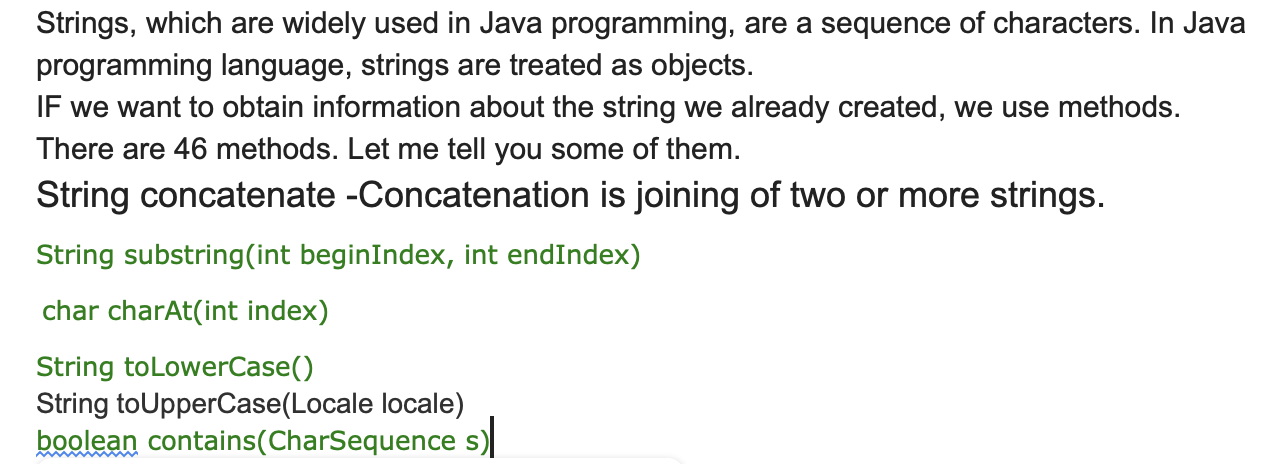 Strings, which are widely used in Java programming, are a sequence of characters. In Java
programming language, strings are treated as objects.
IF we want to obtain information about the string we already created, we use methods.
There are 46 methods. Let me tell you some of them.
String concatenate -Concatenation is joining of two or more strings.
String substring(int beginIndex, int endIndex)
char charAt(int index)
String toLowerCase()
String toUpperCase(Locale locale)
boolean contains(CharSequence s)